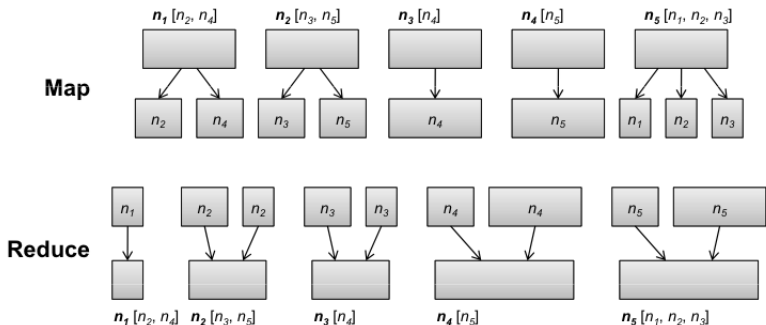 n1 [n2, n4] n2 [n3, n5] n3 [n4] n4 [n5] n5 [n1, n2, n3]
Map
n2 n4 n3 n5 n4 n5 n1 n2 n3
n1 n2 n2 n3 n3 n4 n4 n5 n5
Reduce
n1 [n2, n4] n2 [n3, n5] n3 [n4] n4 [n5] n5 [n1, n2, n3]